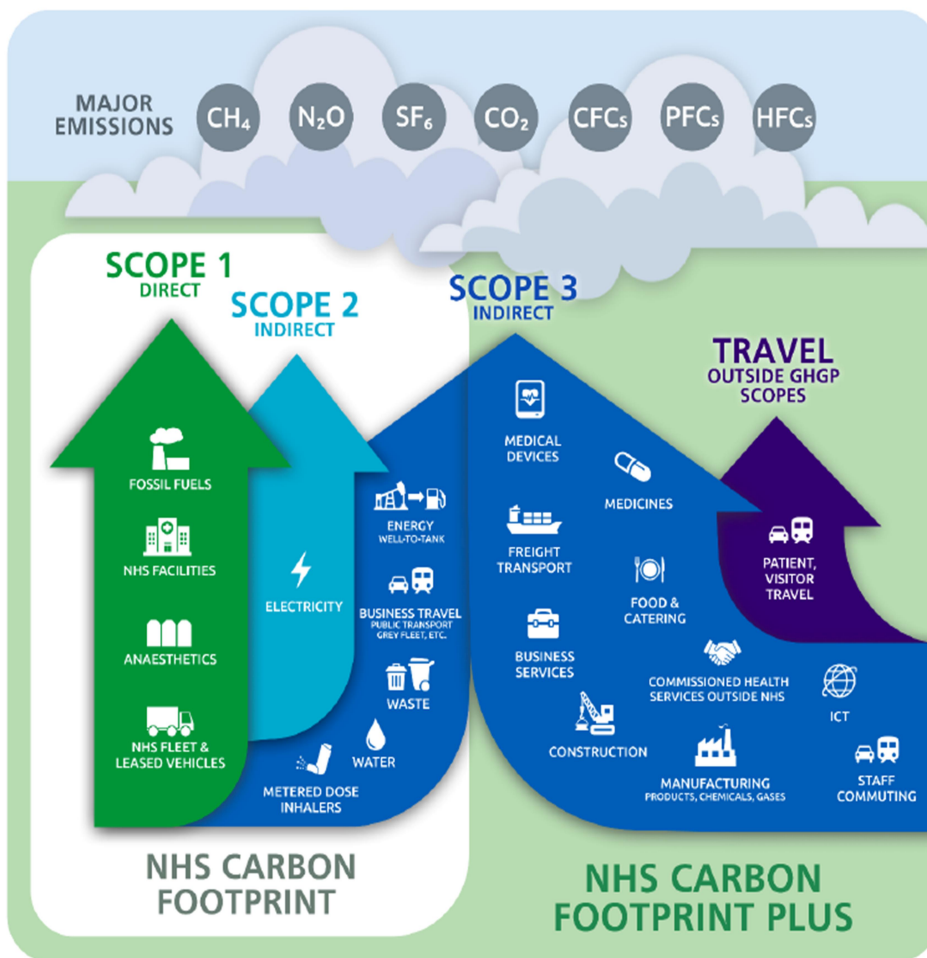 MAJOR
EMISSIONS
CH₄
N₂O
SF₆
CO₂
CFCs
PFCs
HFCs
SCOPE 1
DIRECT
SCOPE 2
INDIRECT
SCOPE 3
INDIRECT
TRAVEL
OUTSIDE GHGP
SCOPES
FOSSIL FUELS
NHS FACILITIES
ANAESTHETICS
NHS FLEET &
LEASED VEHICLES
ELECTRICITY
ENERGY
WELL-TO-TANK
BUSINESS TRAVEL
PUBLIC TRANSPORT
GREY FLEET, ETC.
WASTE
WATER
METERED DOSE
INHALERS
MEDICAL
DEVICES
MEDICINES
FREIGHT
TRANSPORT
FOOD &
CATERING
BUSINESS
SERVICES
COMMISSIONED HEALTH
SERVICES OUTSIDE NHS
CONSTRUCTION
MANUFACTURING
PRODUCTS, CHEMICALS, GASES
ICT
STAFF
COMMUTING
PATIENT,
VISITOR
TRAVEL
NHS CARBON
FOOTPRINT
NHS CARBON
FOOTPRINT PLUS